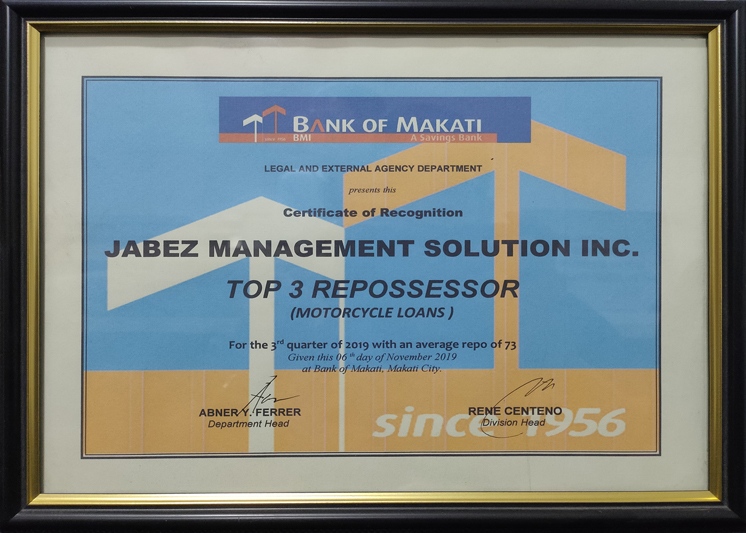 BANK OF MAKATI
since 1956 BMI A Savings Bank
LEGAL AND EXTERNAL AGENCY DEPARTMENT
presents this
Certificate of Recognition
JABEZ MANAGEMENT SOLUTION INC.
TOP 3 REPOSSESSOR
(MOTORCYCLE LOANS )
For the 3rd quarter of 2019 with an average repo of 73
Given this 06th day of November 2019
at Bank of Makati, Makati City.
ABNER Y. FERRER
Department Head
RENE CENTENO
Division Head
since 1956